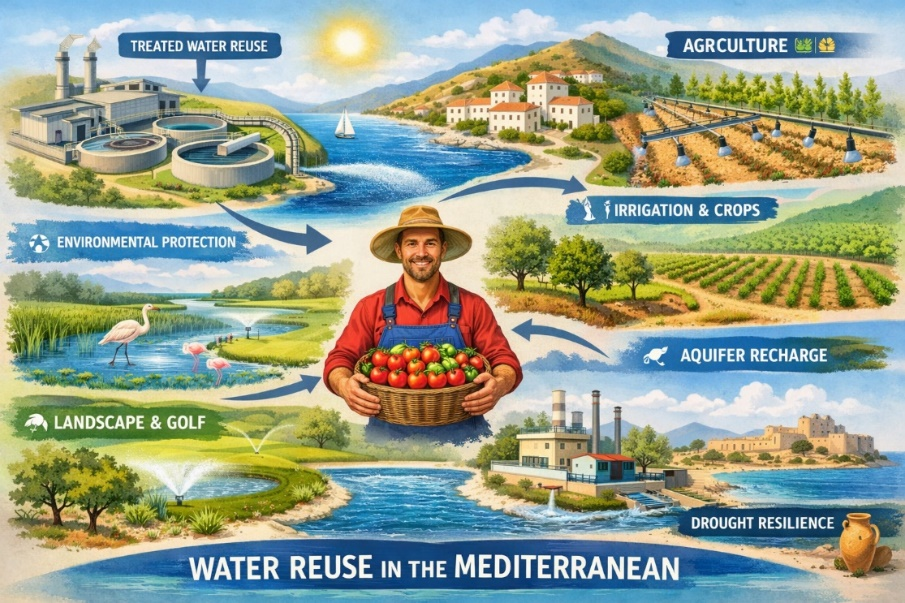 TREATED WATER REUSE
AGRCULTURE
IRRIGATION & CROPS
ENVIRONMENTAL PROTECTION
AQUIFER RECHARGE
LANDSCAPE & GOLF
DROUGHT RESILIENCE
WATER REUSE IN THE MEDITERRANEAN